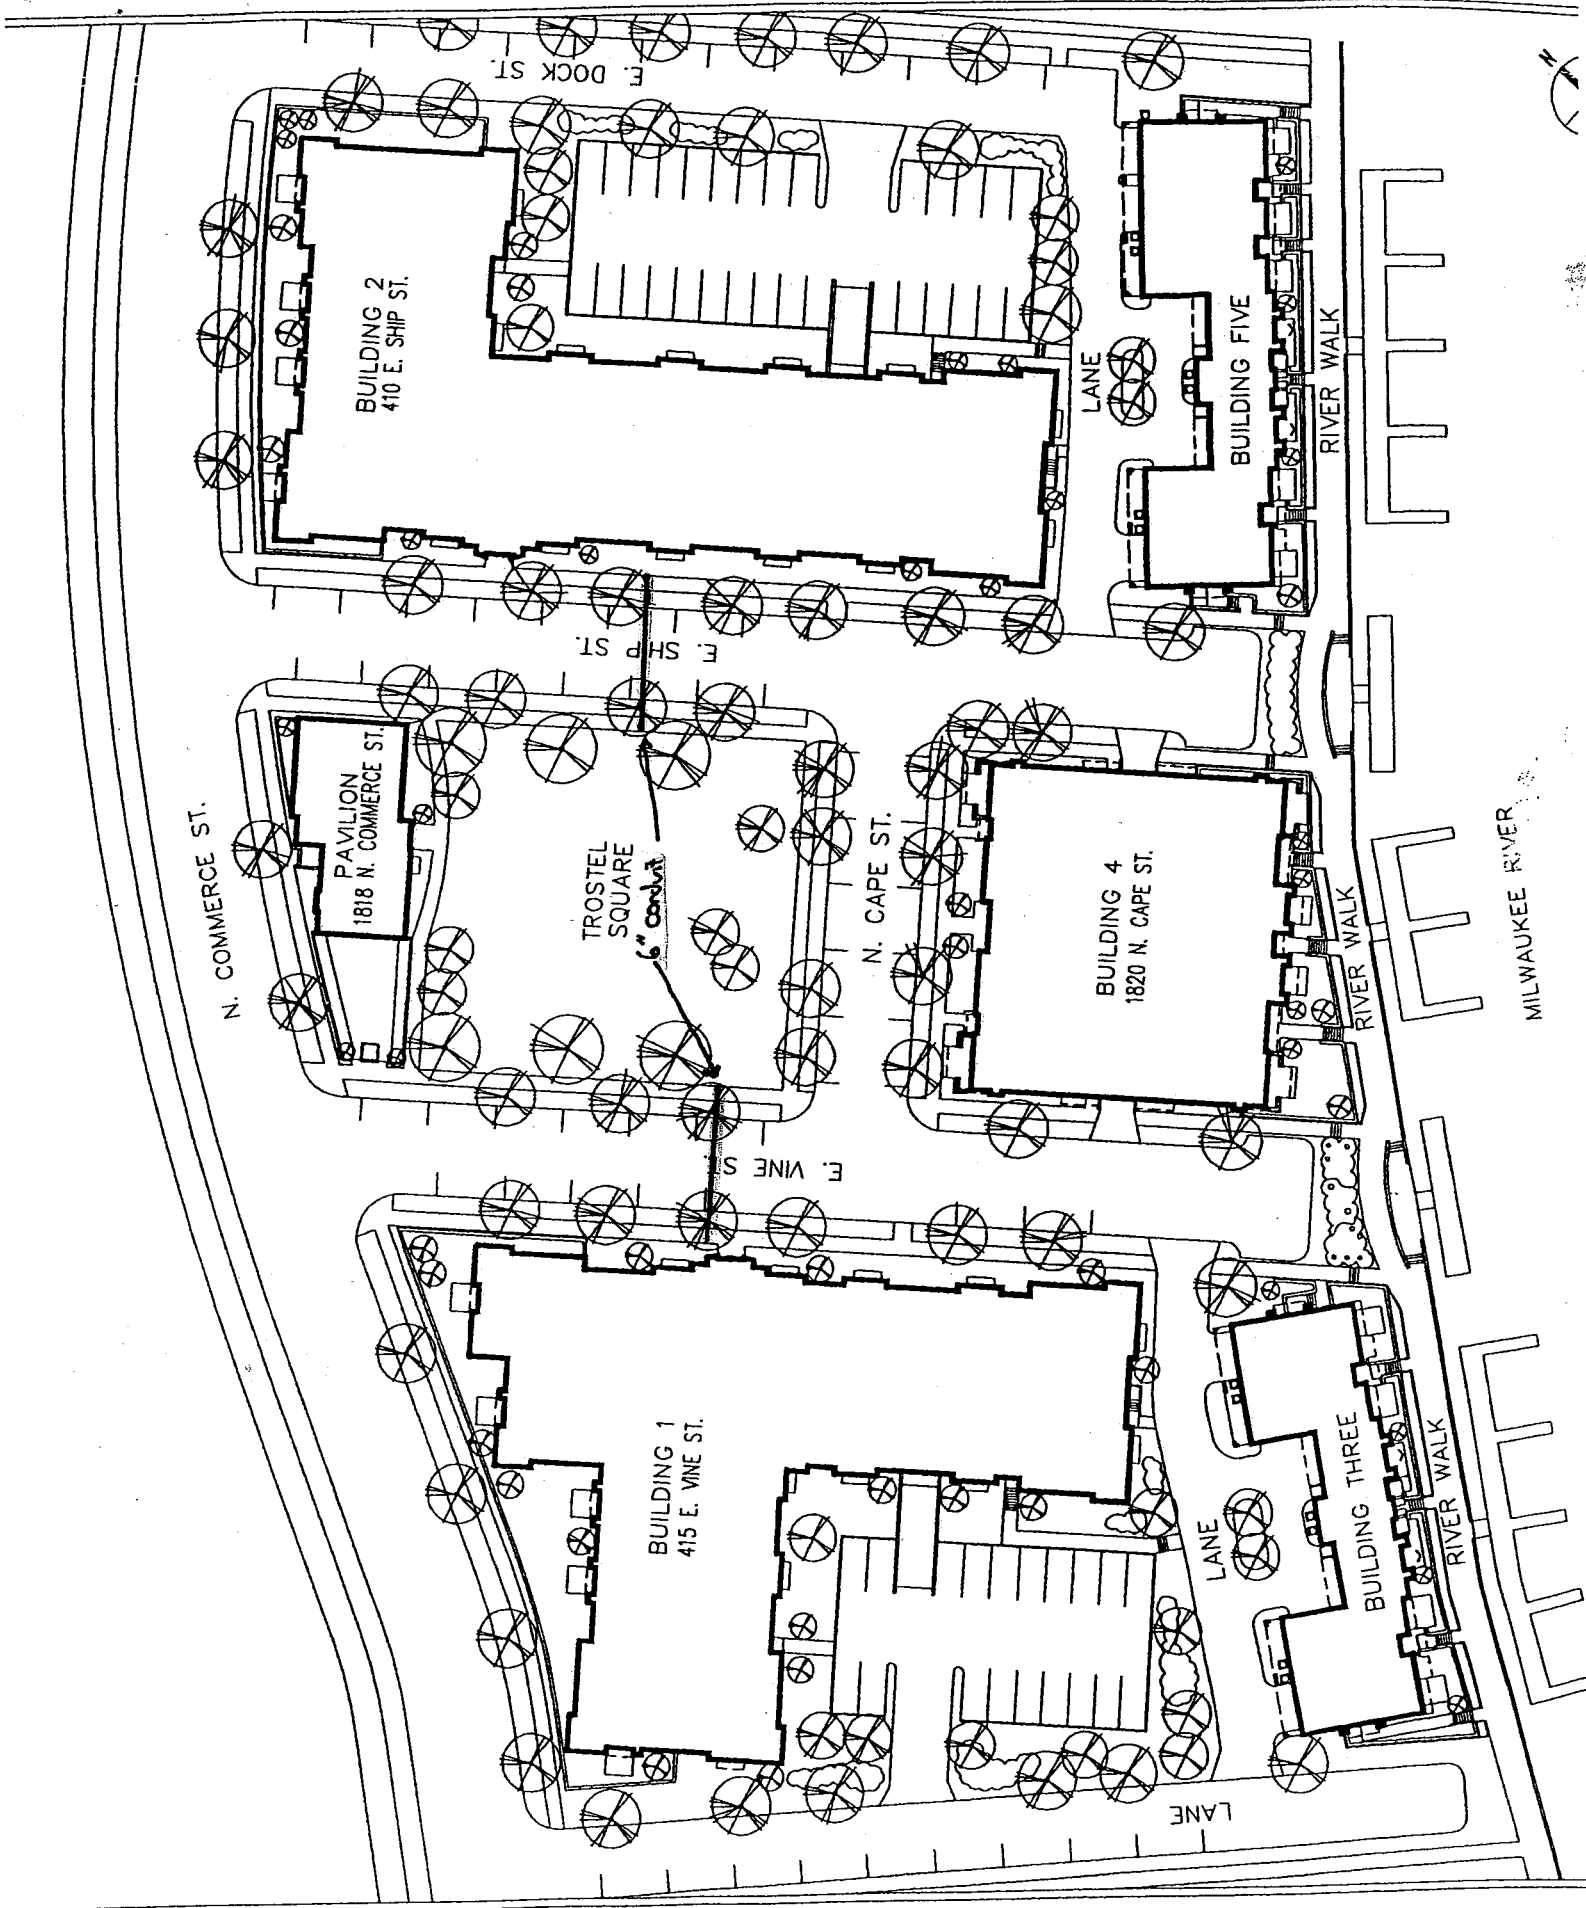 E. DOCK ST.
N
BUILDING 2
410 E. SHIP ST.
LANE
BUILDING FIVE
RIVER WALK
E. SHIP ST.
PAVILION
1818 N. COMMERCE ST.
N. COMMERCE ST.
TROSTEL
SQUARE
6" conduit
N. CAPE ST.
BUILDING 4
1820 N. CAPE ST.
RIVER WALK
MILWAUKEE RIVER
E. VINE S
BUILDING 1
415 E. VINE ST.
LANE
BUILDING THREE
RIVER WALK
LANE